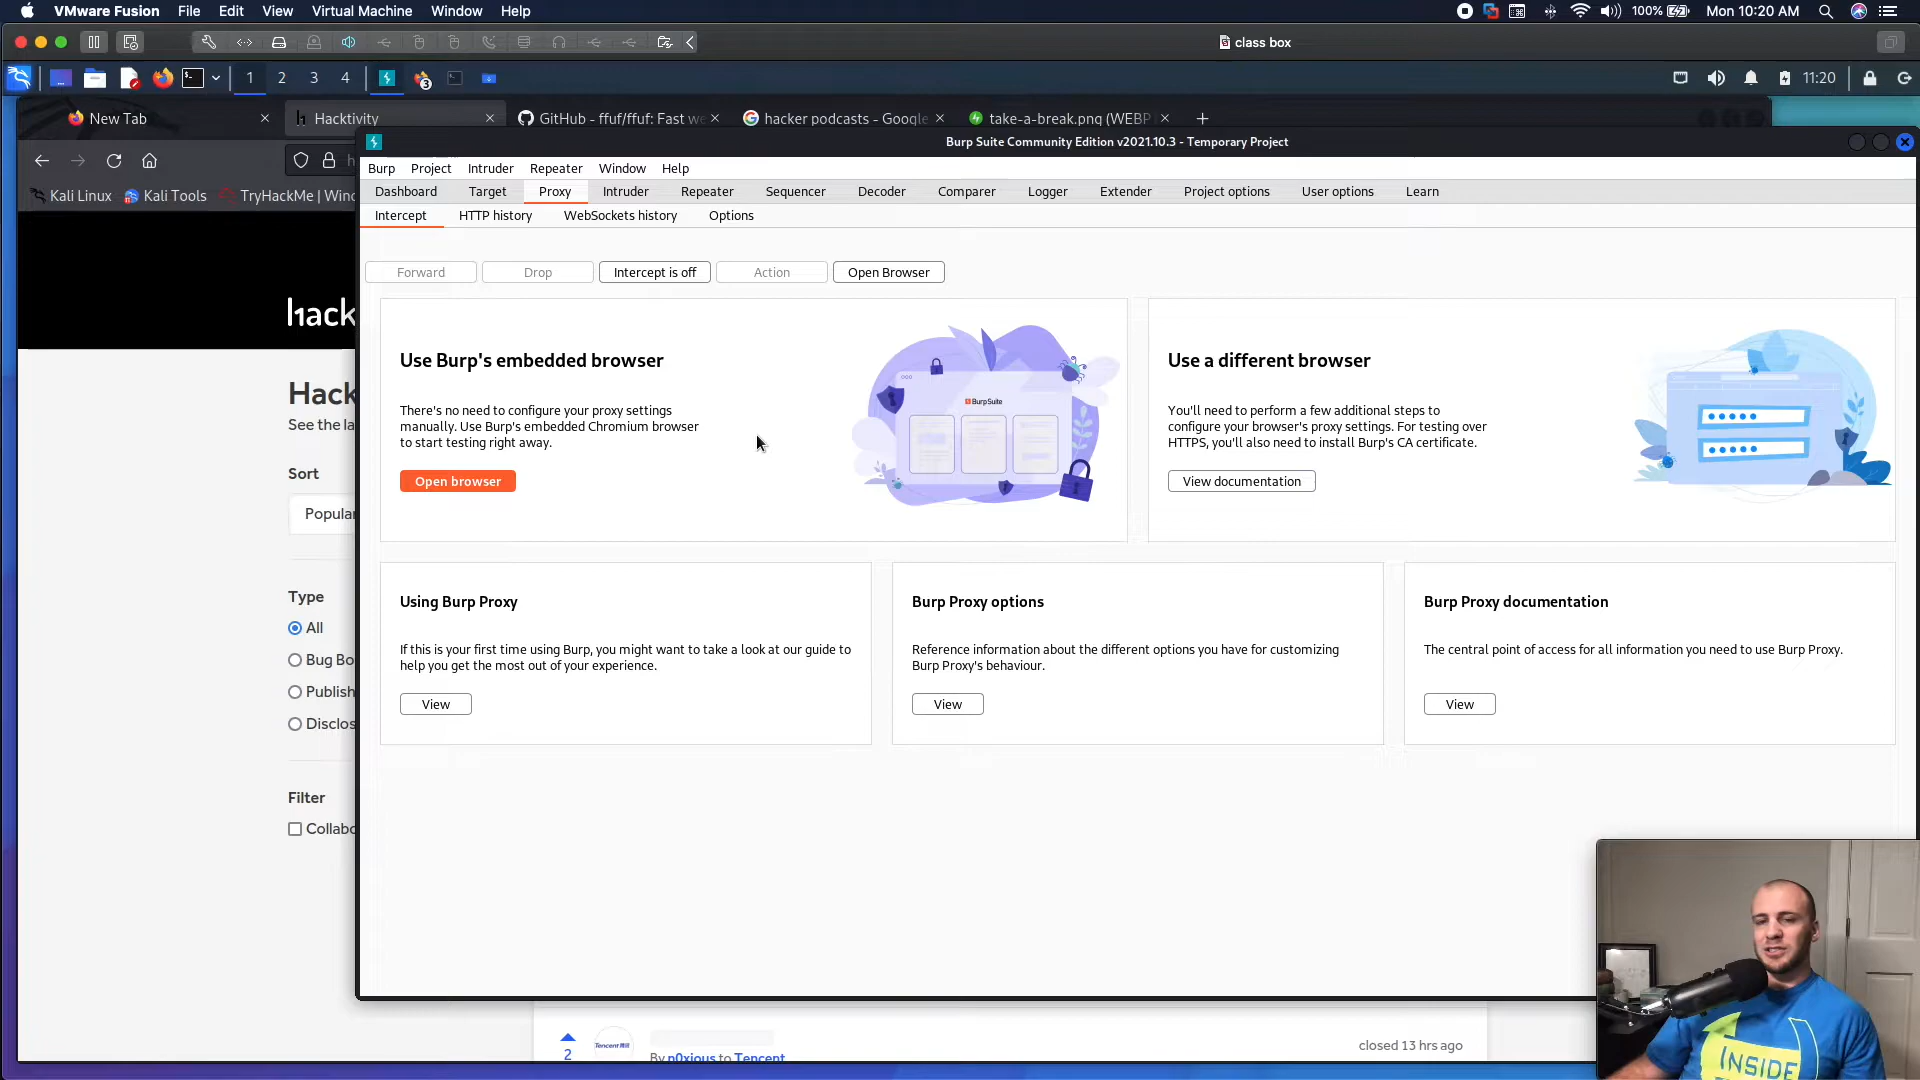 VMware Fusion File Edit View Virtual Machine Window Help 100% Mon 10:20 AM
class box
1 2 3 4 3 11:20
New Tab Hacktivity GitHub - ffuf/ffuf: Fast we hacker podcasts - Google take-a-break.png (WEBP
Burp Suite Community Edition v2021.10.3 - Temporary Project
Burp Project Intruder Repeater Window Help
Dashboard Target Proxy Intruder Repeater Sequencer Decoder Comparer Logger Extender Project options User options Learn
Kali Linux Kali Tools TryHackMe | Winc
Intercept HTTP history WebSockets history Options
Forward Drop Intercept is off Action Open Browser
hack
Hack
See the la
Sort
Popular
Type
All
Bug Bo
Publish
Disclos
Filter
Collabo
Use Burp's embedded browser
There's no need to configure your proxy settings
manually. Use Burp's embedded Chromium browser
to start testing right away.
Open browser
BurpSuite
Use a different browser
You'll need to perform a few additional steps to
configure your browser's proxy settings. For testing over
HTTPS, you'll also need to install Burp's CA certificate.
View documentation
Using Burp Proxy
If this is your first time using Burp, you might want to take a look at our guide to
help you get the most out of your experience.
View
Burp Proxy options
Reference information about the different options you have for customizing
Burp Proxy's behaviour.
View
Burp Proxy documentation
The central point of access for all information you need to use Burp Proxy.
View
2
Tencent
By n0xious to Tencent
closed 13 hrs ago
INSIDE